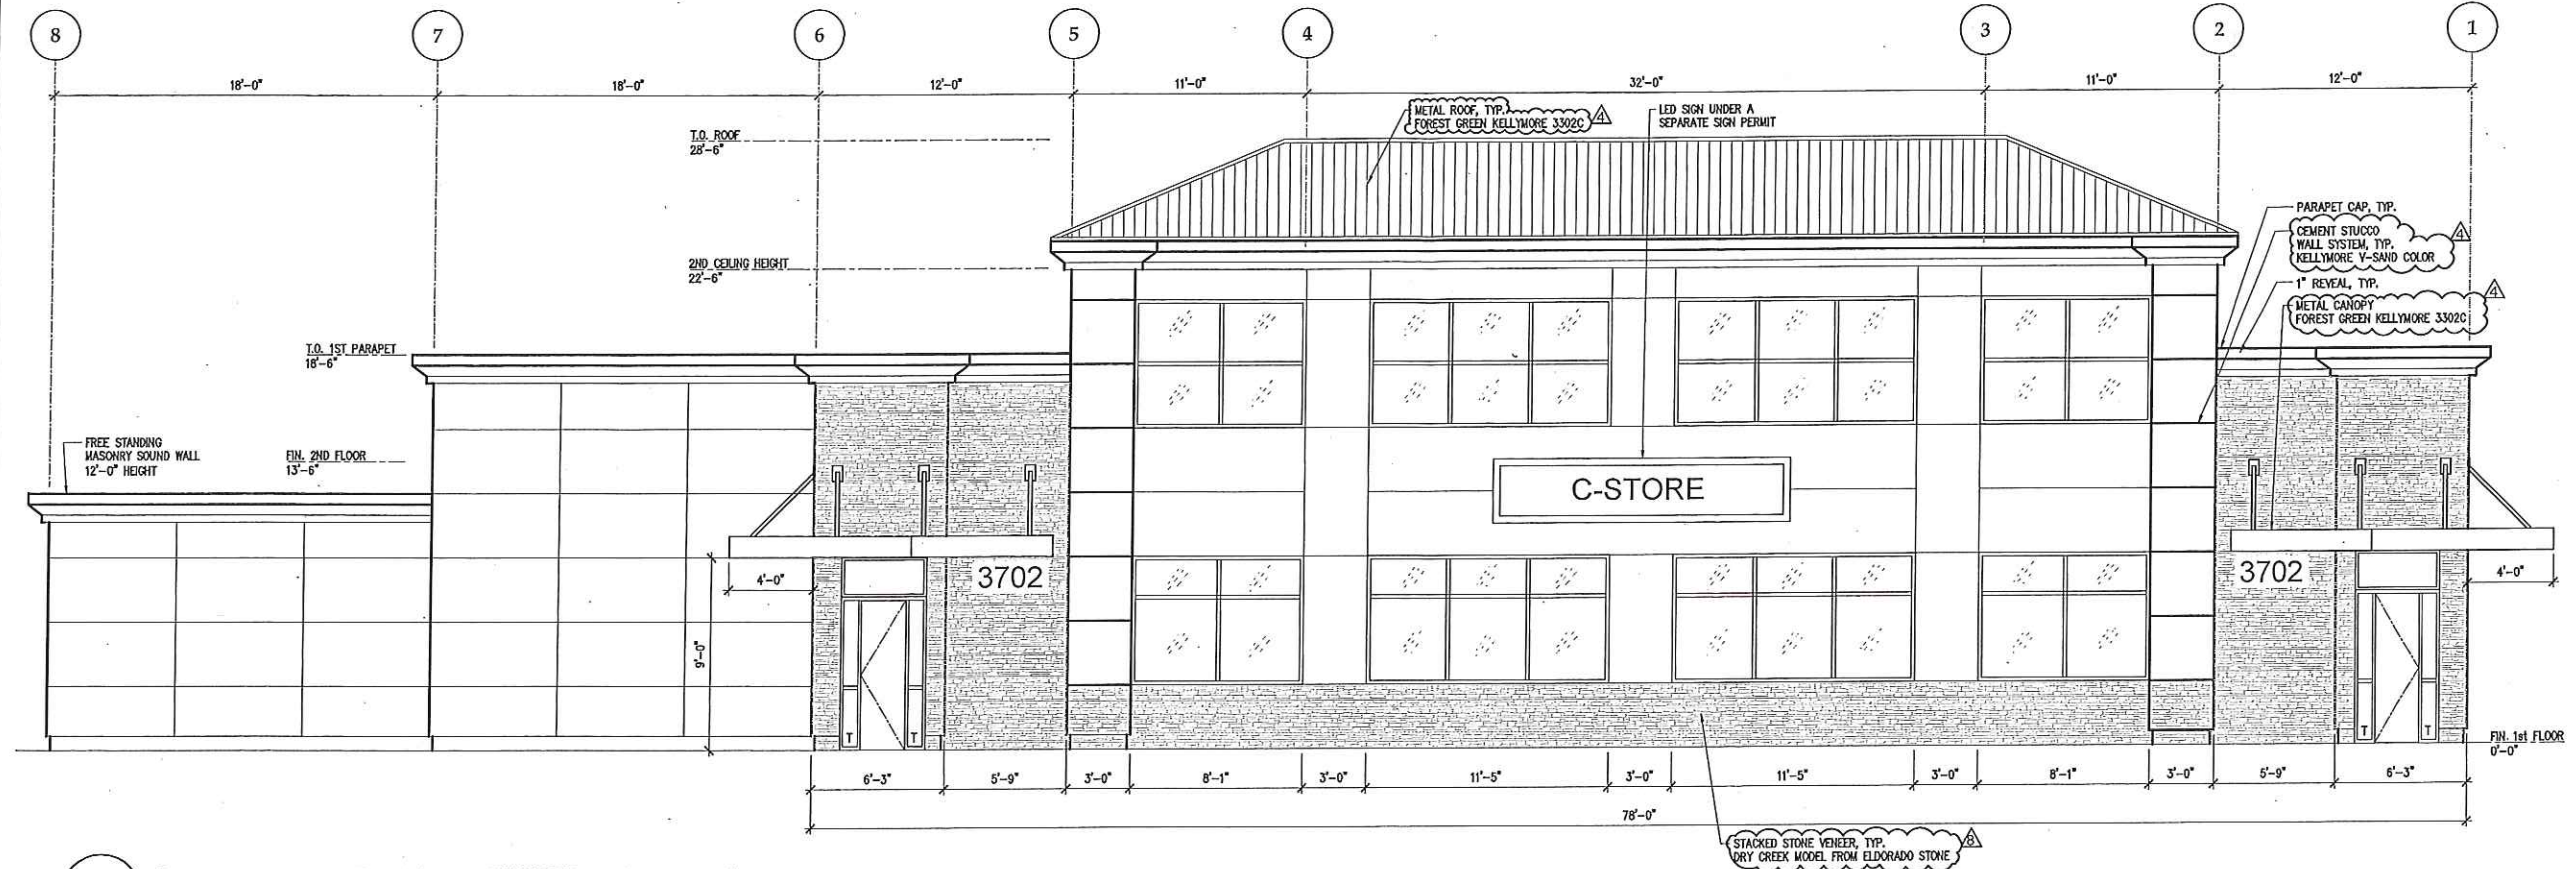 8
7
6
5
4
3
2
1
18'-0"
18'-0"
12'-0"
11'-0"
32'-0"
11'-0"
12'-0"
T.O. ROOF
28'-6"
METAL ROOF, TYP.
FOREST GREEN KELLYMORE 3302C
4
LED SIGN UNDER A
SEPARATE SIGN PERMIT
PARAPET CAP, TYP.
CEMENT STUCCO
WALL SYSTEM, TYP.
KELLYMORE V-SAND COLOR
4
1" REVEAL, TYP.
METAL CANOPY
FOREST GREEN KELLYMORE 3302C
4
2ND CEILING HEIGHT
22'-6"
T.O. 1ST PARAPET
18'-6"
FREE STANDING
MASONRY SOUND WALL
12'-0" HEIGHT
FIN. 2ND FLOOR
13'-6"
C-STORE
4'-0"
3702
3702
4'-0"
9'-0"
T
T
T
T
FIN. 1st FLOOR
0'-0"
6'-3"
5'-9"
3'-0"
8'-1"
3'-0"
11'-5"
3'-0"
11'-5"
3'-0"
8'-1"
3'-0"
5'-9"
6'-3"
78'-0"
STACKED STONE VENEER, TYP.
DRY CREEK MODEL FROM ELDORADO STONE
8